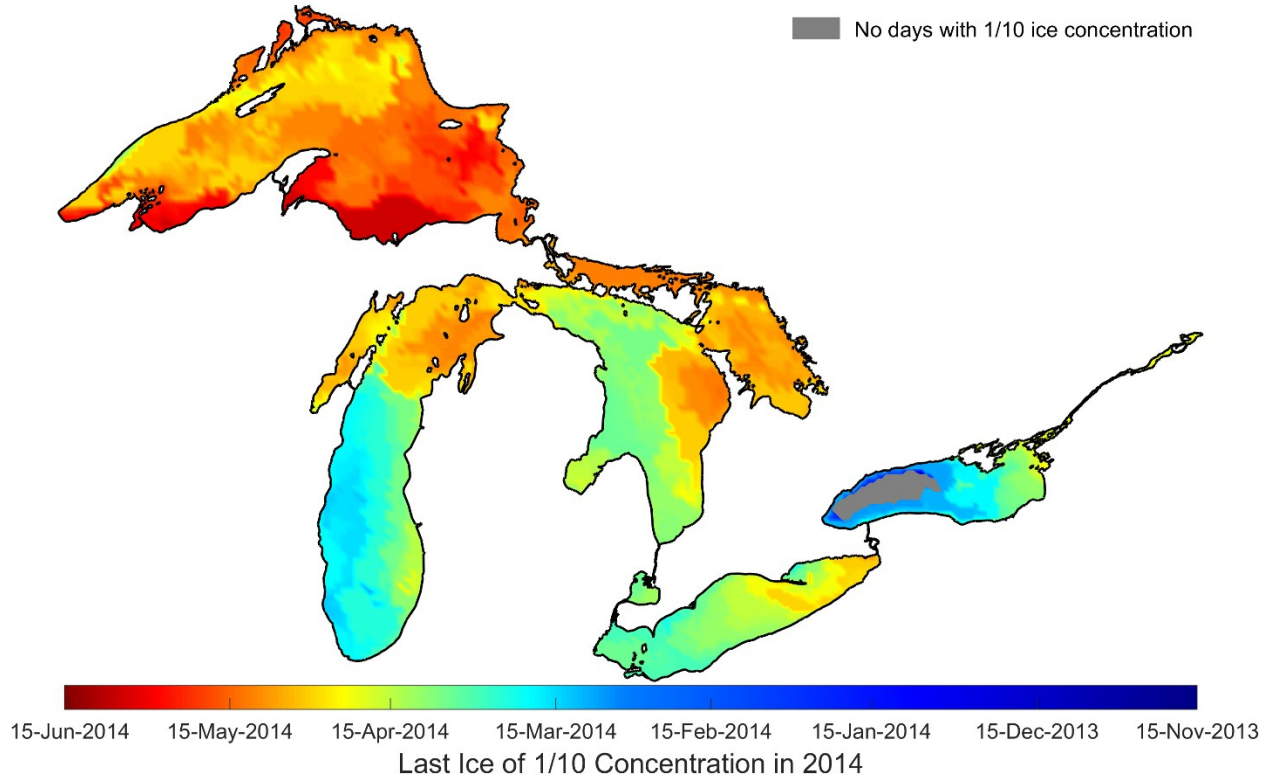 No days with 1/10 ice concentration
15-Jun-2014 15-May-2014 15-Apr-2014 15-Mar-2014 15-Feb-2014 15-Jan-2014 15-Dec-2013 15-Nov-2013
Last Ice of 1/10 Concentration in 2014